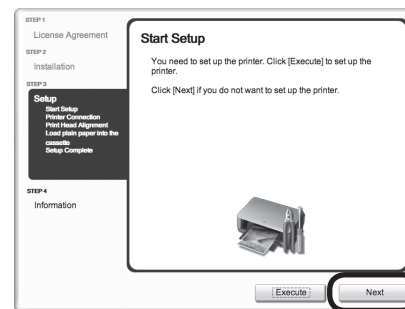 STEP 1
License Agreement
STEP 2
Installation
STEP 3
Setup
Start Setup
Printer Connection
Print Head Alignment
Load plain paper into the
cassette
Setup Complete
STEP 4
Information
Start Setup
You need to set up the printer. Click [Execute] to set up the
printer.
Click [Next] if you do not want to set up the printer.
Execute
Next